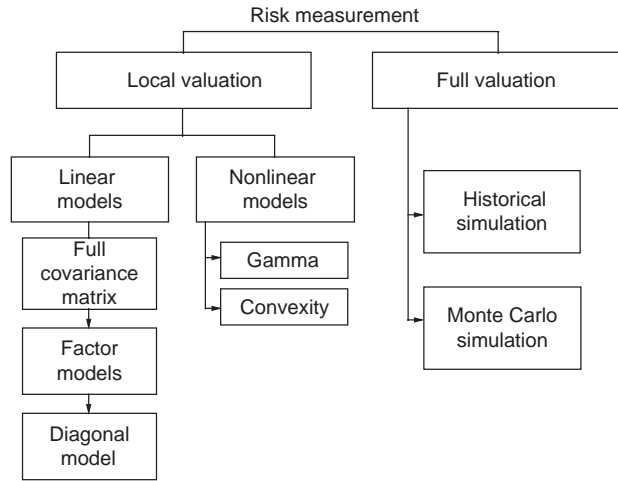 Risk measurement
Local valuation
Full valuation
Linear
models
Nonlinear
models
Full
covariance
matrix
Gamma
Convexity
Factor
models
Diagonal
model
Historical
simulation
Monte Carlo
simulation